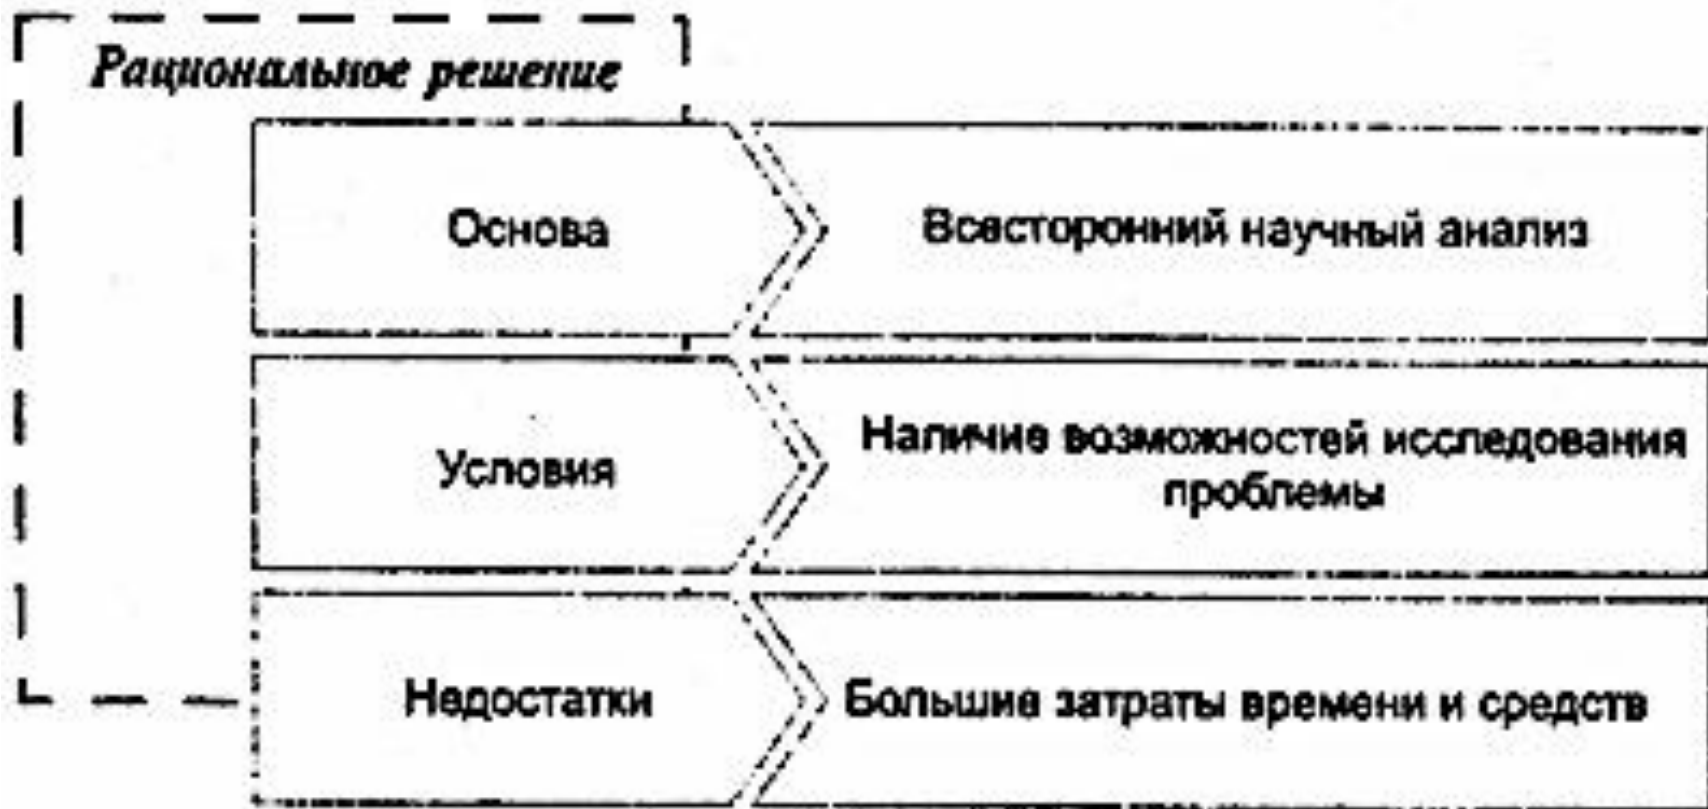 Рациональное решение
Основа
Всесторонний научный анализ
Условия
Наличие возможностей исследования
проблемы
Недостатки
Большие затраты времени и средств